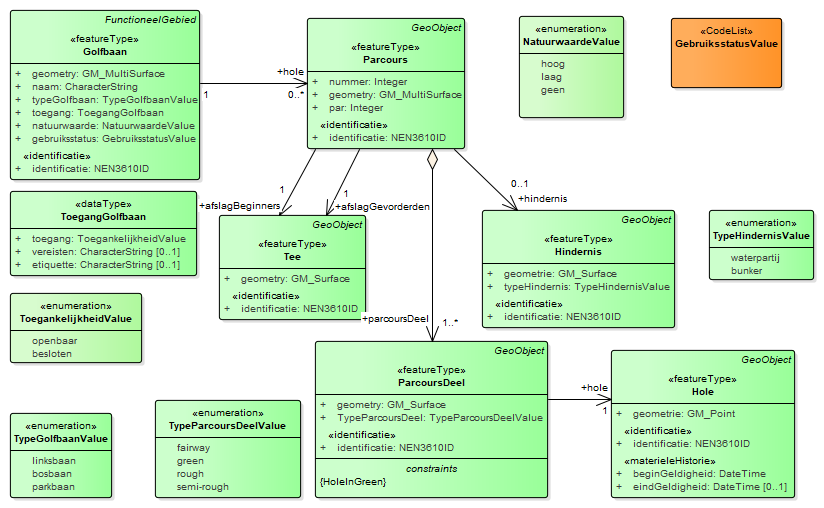 FunctioneelGebied
«featureType»
Golfbaan
+ geometry: GM_MultiSurface
+ naam: CharacterString
+ typeGolfbaan: TypeGolfbaanValue
+ toegang: ToegangGolfbaan
+ natuurwaarde: NatuurwaardeValue
+ gebruiksstatus: GebruiksstatusValue
«identificatie»
+ identificatie: NEN3610ID
+hole
1
0..*
GeoObject
«featureType»
Parcours
+ nummer: Integer
+ geometry: GM_MultiSurface
+ par: Integer
«identificatie»
+ identificatie: NEN3610ID
«enumeration»
NatuurwaardeValue
hoog
laag
geen
«CodeList»
GebruiksstatusValue
«dataType»
ToegangGolfbaan
+ toegang: ToegankelijkheidValue
+ vereisten: CharacterString [0..1]
+ etiquette: CharacterString [0..1]
1
+afslagBeginners
1
+afslagGevorderden
0..1
+hindernis
GeoObject
«featureType»
Tee
+ geometry: GM_Surface
«identificatie»
+ identificatie: NEN3610ID
GeoObject
«featureType»
Hindernis
+ geometrie: GM_Surface
+ typeHindernis: TypeHindernisValue
«identificatie»
+ identificatie: NEN3610ID
«enumeration»
TypeHindernisValue
waterpartij
bunker
«enumeration»
ToegankelijkheidValue
openbaar
besloten
+parcoursDeel
1..*
GeoObject
«featureType»
ParcoursDeel
+ geometry: GM_Surface
+ TypeParcoursDeel: TypeParcoursDeelValue
«identificatie»
+ identificatie: NEN3610ID
constraints
{HoleInGreen}
+hole
1
GeoObject
«featureType»
Hole
+ geometrie: GM_Point
«identificatie»
+ identificatie: NEN3610ID
«materieleHistorie»
+ beginGeldigheid: DateTime
+ eindGeldigheid: DateTime [0..1]
«enumeration»
TypeGolfbaanValue
linksbaan
bosbaan
parkbaan
«enumeration»
TypeParcoursDeelValue
fairway
green
rough
semi-rough